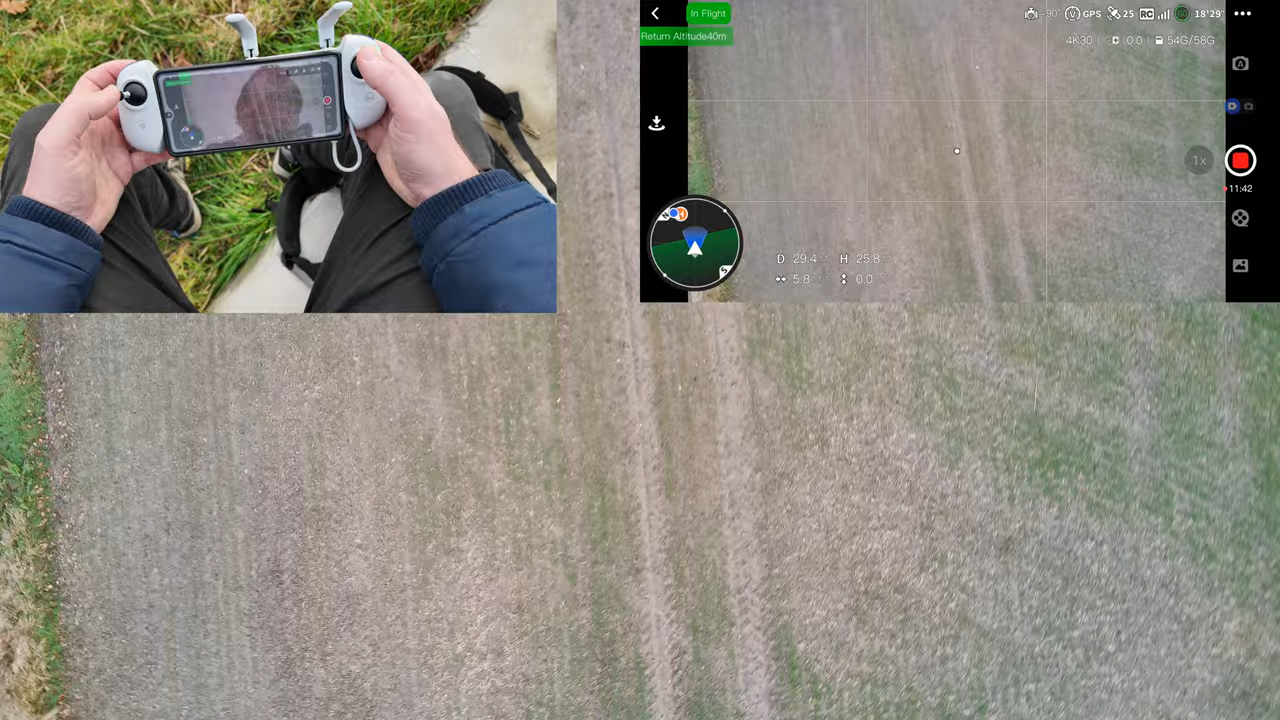 In Flight
-90° GPS 25 RC 18'29"
Return Altitude40m
4K30 0.0 54G/58G
A
1x
11:42
N
D 29.4 H 25.8
5.8 0.0
S